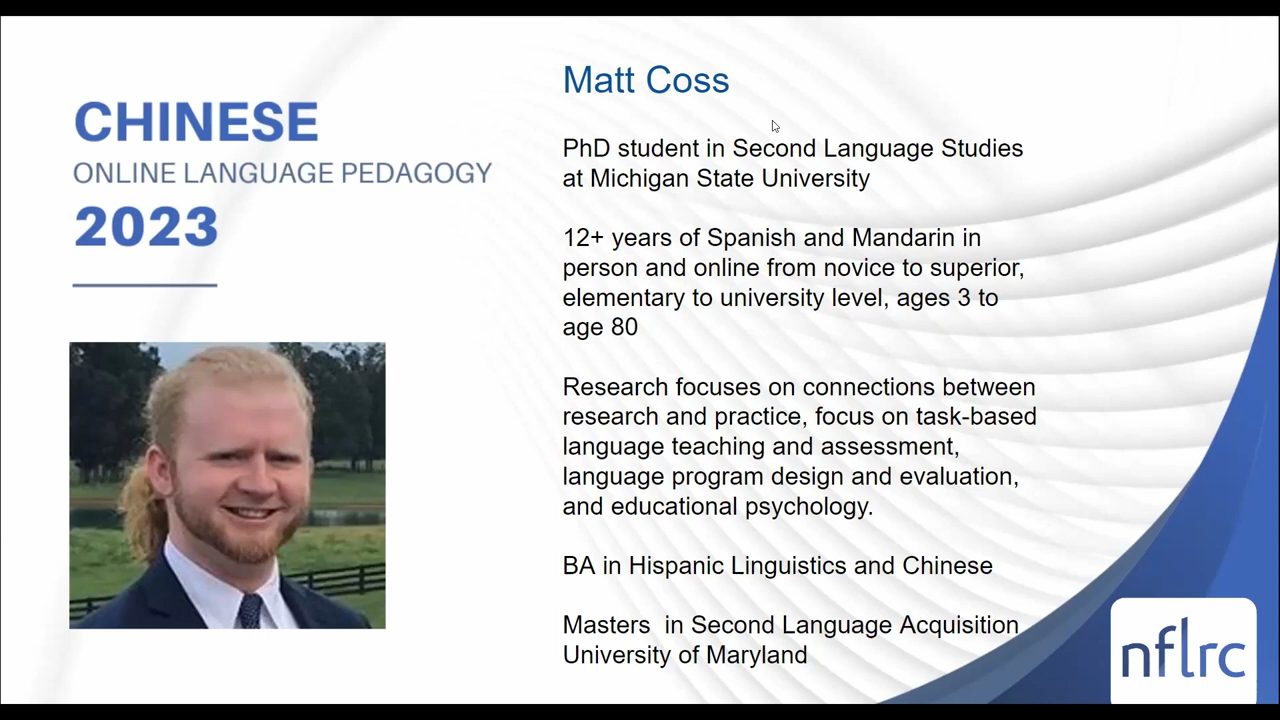 CHINESE
ONLINE LANGUAGE PEDAGOGY
2023
Matt Coss
PhD student in Second Language Studies
at Michigan State University
12+ years of Spanish and Mandarin in
person and online from novice to superior,
elementary to university level, ages 3 to
age 80
Research focuses on connections between
research and practice, focus on task-based
language teaching and assessment,
language program design and evaluation,
and educational psychology.
BA in Hispanic Linguistics and Chinese
Masters  in Second Language Acquisition
University of Maryland
nflrc